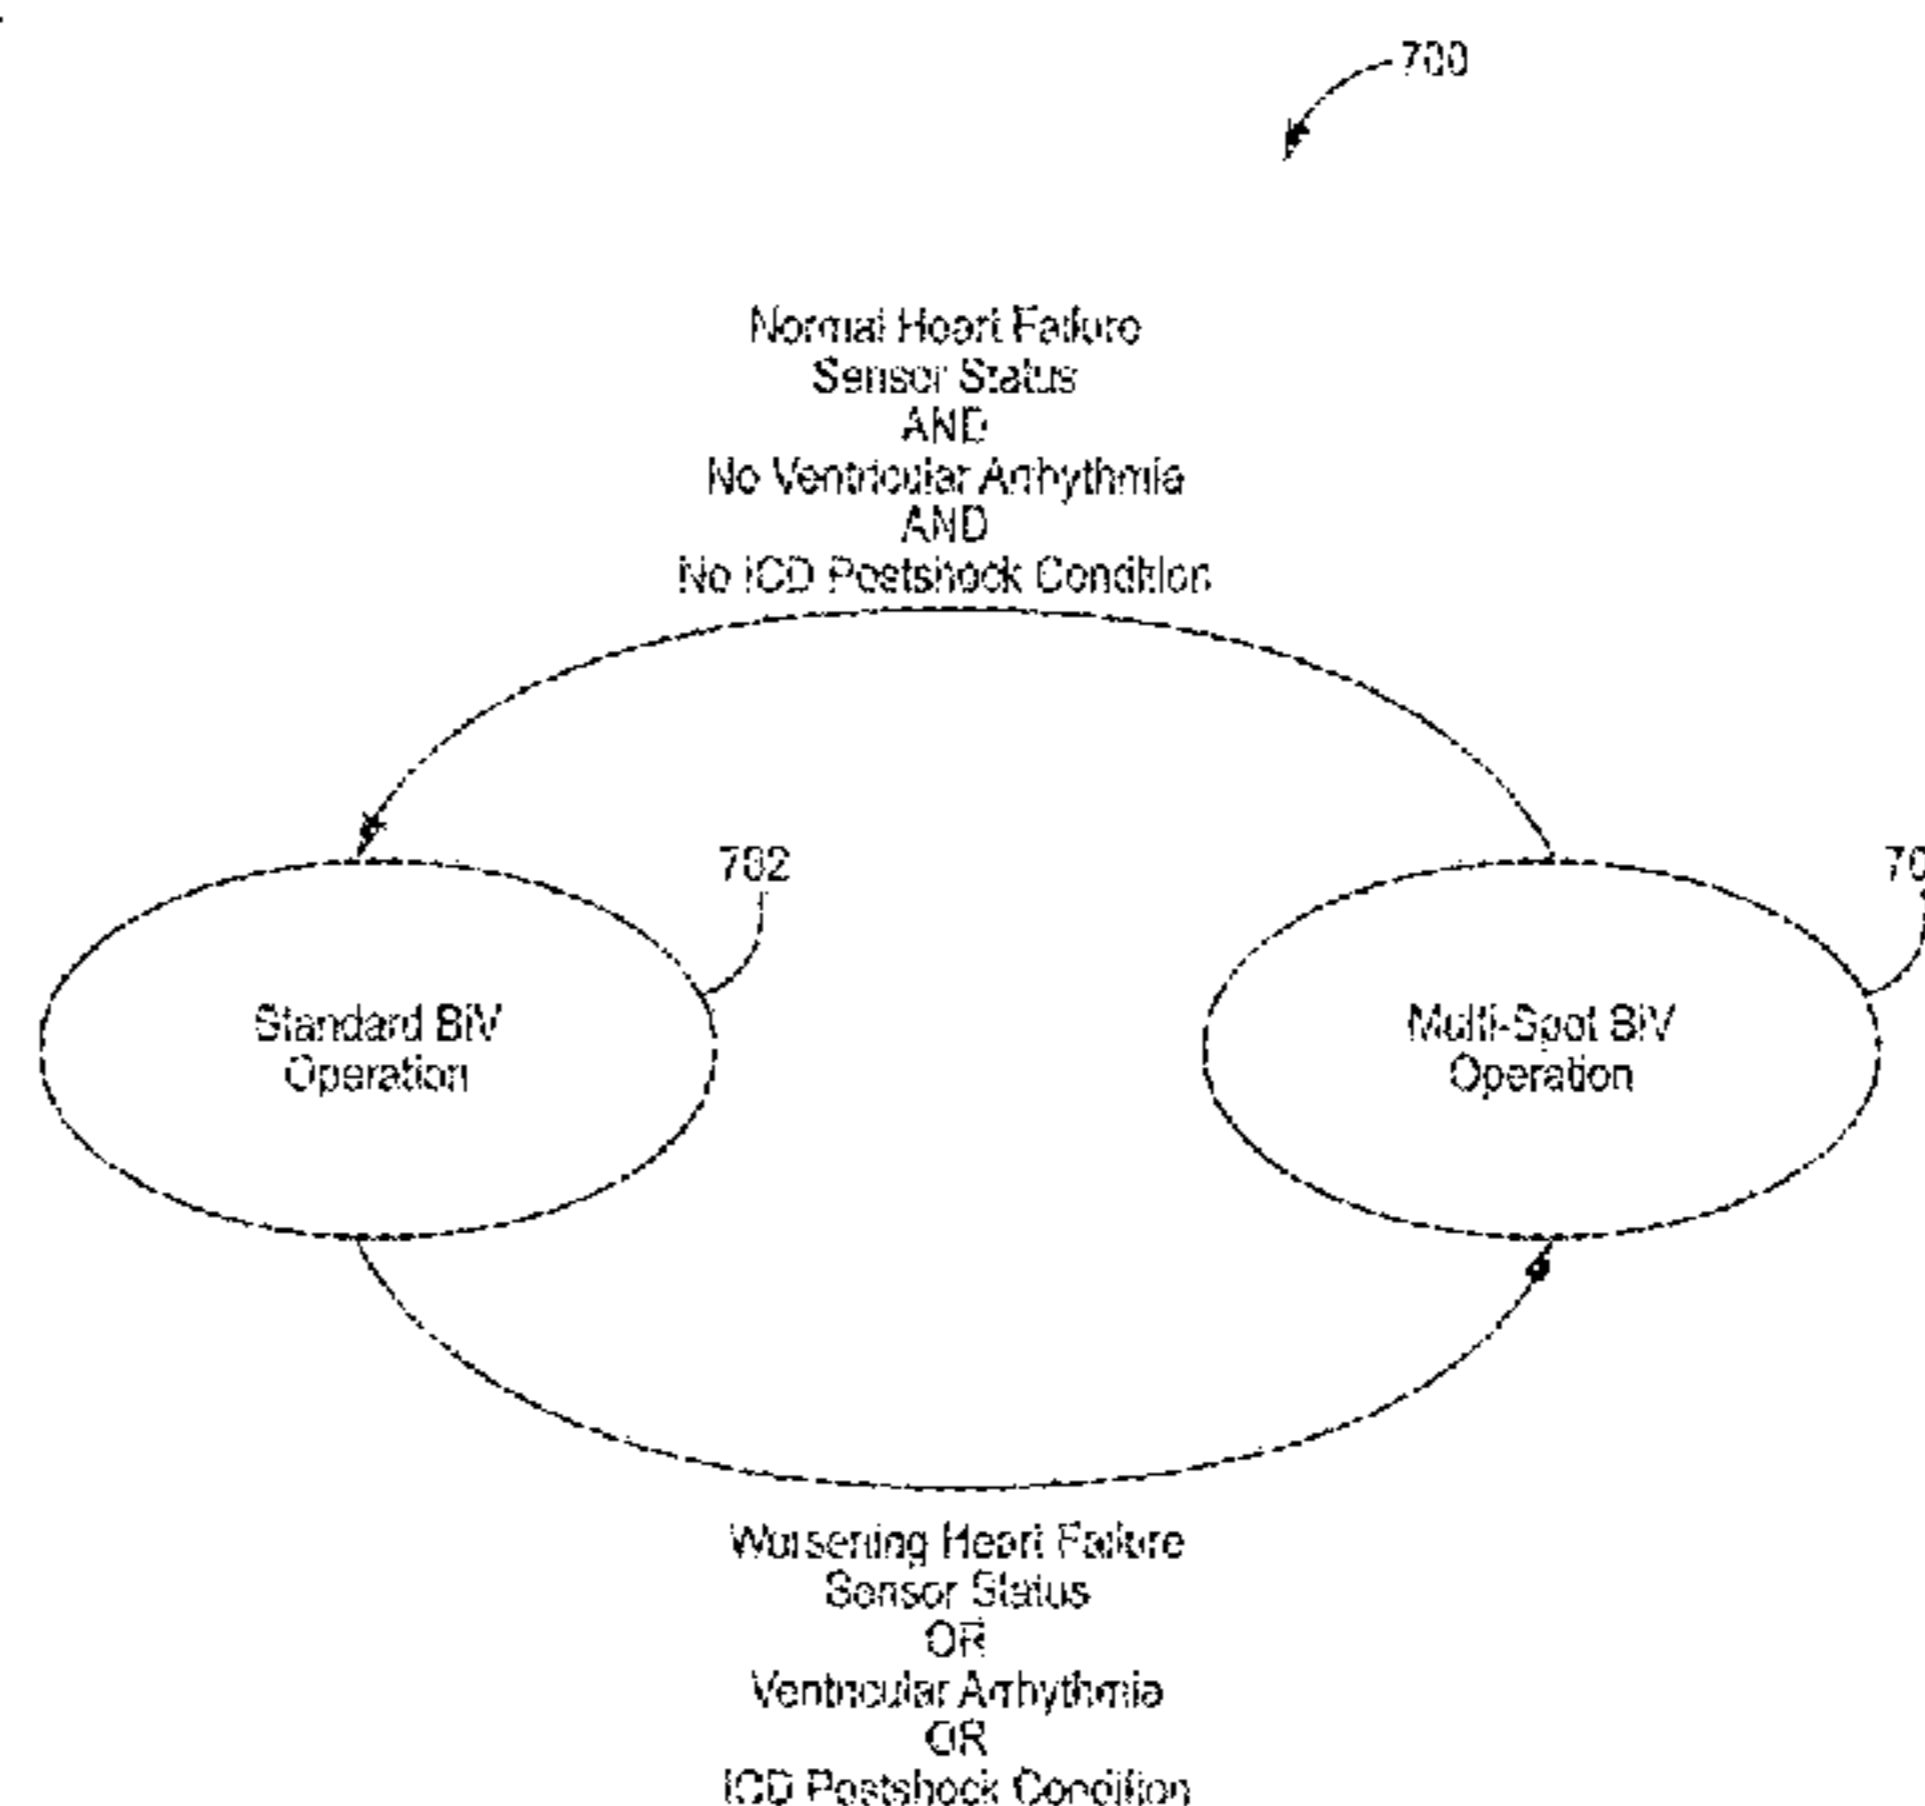 700
Normal Heart Failure
Sensor Status
AND
No Ventricular Arrhythmia
AND
No ICD Postshock Condition
702
70
Standard BiV
Operation
Multi-Spot BiV
Operation
Worsening Heart Failure
Sensor Status
OR
Ventricular Arrhythmia
OR
ICD Postshock Condition